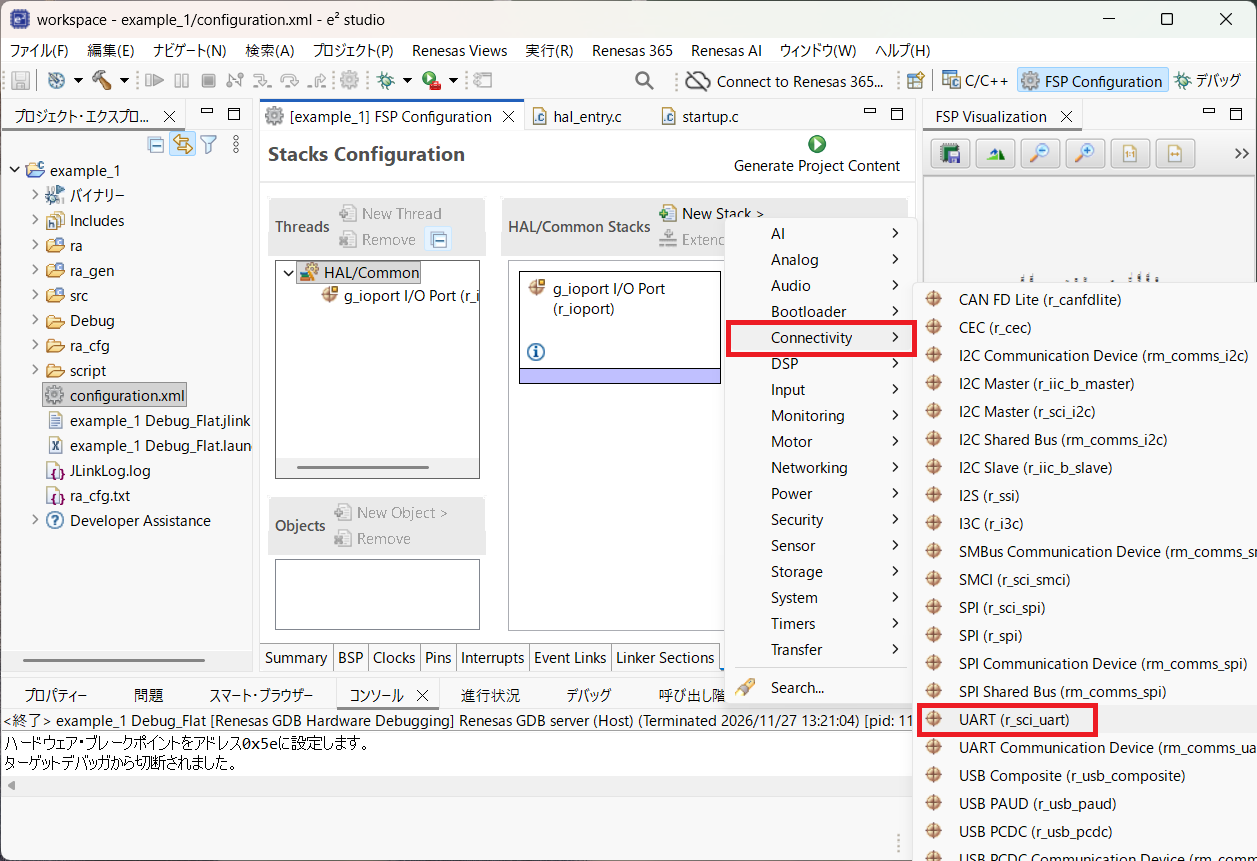 workspace - example_1/configuration.xml - e² studio
ファイル(F) 編集(E) ナビゲート(N) 検索(A) プロジェクト(P) Renesas Views 実行(R) Renesas 365 Renesas AI ウィンドウ(W) ヘルプ(H)
Connect to Renesas 365... C/C++ FSP Configuration デバッグ
プロジェクト・エクスプロ...
example_1
バイナリー
Includes
ra
ra_gen
src
Debug
ra_cfg
script
configuration.xml
example_1 Debug_Flat.jlink
example_1 Debug_Flat.laun
JLinkLog.log
ra_cfg.txt
Developer Assistance
[example_1] FSP Configuration hal_entry.c startup.c
Stacks Configuration
Generate Project Content
Threads
New Thread
Remove
HAL/Common
g_ioport I/O Port (r_i
Objects
New Object >
Remove
HAL/Common Stacks
New Stack >
Extend
g_ioport I/O Port
(r_ioport)
Summary BSP Clocks Pins Interrupts Event Links Linker Sections
AI
Analog
Audio
Bootloader
Connectivity
DSP
Input
Monitoring
Motor
Networking
Power
Security
Sensor
Storage
System
Timers
Transfer
Search...
FSP Visualization
CAN FD Lite (r_canfdlite)
CEC (r_cec)
I2C Communication Device (rm_comms_i2c)
I2C Master (r_iic_b_master)
I2C Master (r_sci_i2c)
I2C Shared Bus (rm_comms_i2c)
I2C Slave (r_iic_b_slave)
I2S (r_ssi)
I3C (r_i3c)
SMBus Communication Device (rm_comms_sm
SMCI (r_sci_smci)
SPI (r_sci_spi)
SPI (r_spi)
SPI Communication Device (rm_comms_spi)
SPI Shared Bus (rm_comms_spi)
UART (r_sci_uart)
UART Communication Device (rm_comms_ua
USB Composite (r_usb_composite)
USB PAUD (r_usb_paud)
USB PCDC (r_usb_pcdc)
USB PCDC Communication Device (rm_comm
プロパティー 問題 スマート・ブラウザー コンソール 進行状況 デバッグ 呼び出し階
<終了> example_1 Debug_Flat [Renesas GDB Hardware Debugging] Renesas GDB server (Host) (Terminated 2026/11/27 13:21:04) [pid: 11
ハードウェア・ブレークポイントをアドレス0x5eに設定します。
ターゲットデバッガから切断されました。